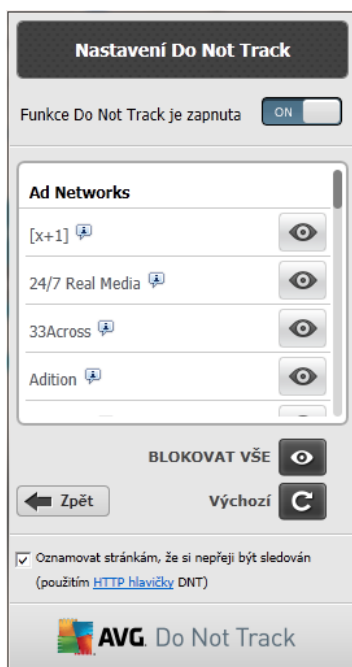 Nastavení Do Not Track
Funkce Do Not Track je zapnuta ON
Ad Networks
[x+1]
24/7 Real Media
33Across
Adition
BLOKOVAT VŠE
Zpět Výchozí
Oznamovat stránkám, že si nepřeji být sledován
(použitím HTTP hlavičky DNT)
AVG. Do Not Track